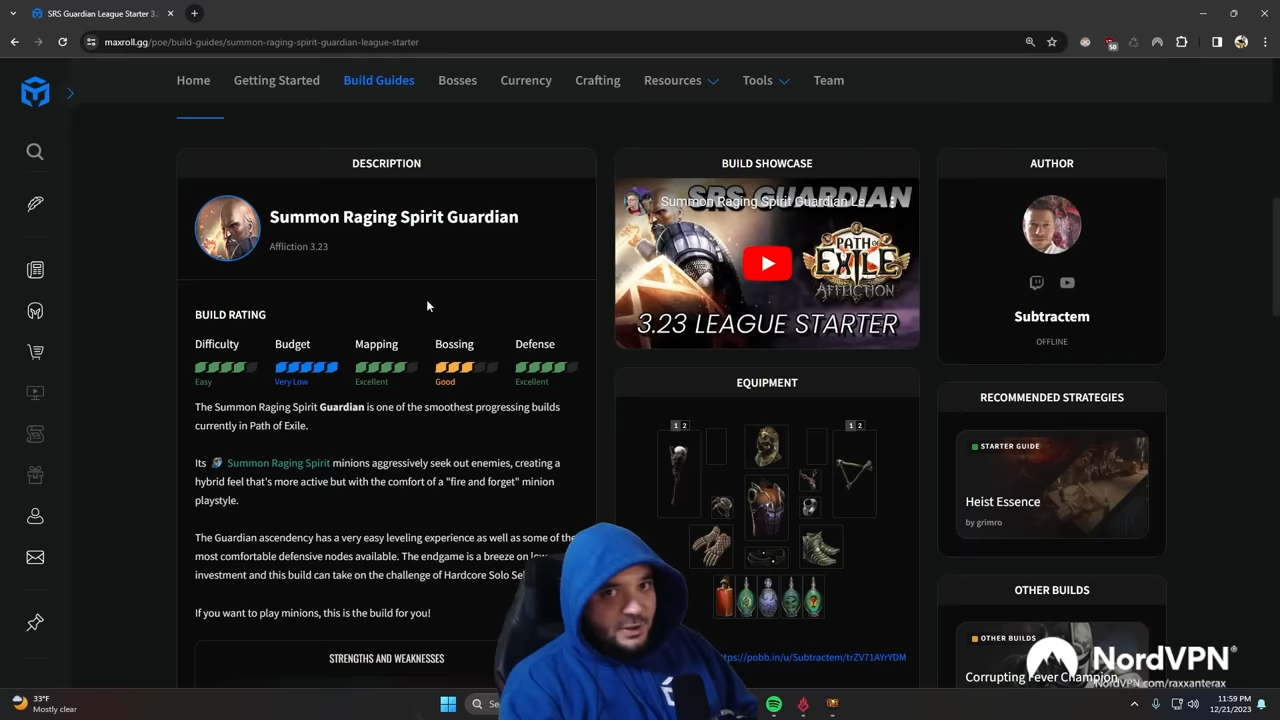 SRS Guardian League Starter 3.
maxroll.gg/poe/build-guides/summon-raging-spirit-guardian-league-starter
50
Home
Getting Started
Build Guides
Bosses
Currency
Crafting
Resources
Tools
Team
DESCRIPTION
Summon Raging Spirit Guardian
Affliction 3.23
BUILD RATING
Difficulty
Budget
Mapping
Bossing
Defense
Easy
Very Low
Excellent
Good
Excellent
The Summon Raging Spirit Guardian is one of the smoothest progressing builds
currently in Path of Exile.
Its Summon Raging Spirit minions aggressively seek out enemies, creating a
hybrid feel that's more active but with the comfort of a "fire and forget" minion
playstyle.
The Guardian ascendency has a very easy leveling experience as well as some of the
most comfortable defensive nodes available. The endgame is a breeze on low
investment and this build can take on the challenge of Hardcore Solo Sel
If you want to play minions, this is the build for you!
STRENGTHS AND WEAKNESSES
BUILD SHOWCASE
SRS GUARDIAN
Summon Raging Spirit Guardian Le...
PATH OF EXILE
AFFLICTION
3.23 LEAGUE STARTER
EQUIPMENT
1 2
1 2
ttps://pobb.in/u/Subtractem/trZV71AYrYDM
AUTHOR
Subtractem
OFFLINE
RECOMMENDED STRATEGIES
STARTER GUIDE
Heist Essence
by grimro
OTHER BUILDS
OTHER BUILDS
Corrupting Fever Champion
NordVPN®
NordVPN.com/raxxanterax
33°F
Mostly clear
Se
11:59 PM
12/21/2023